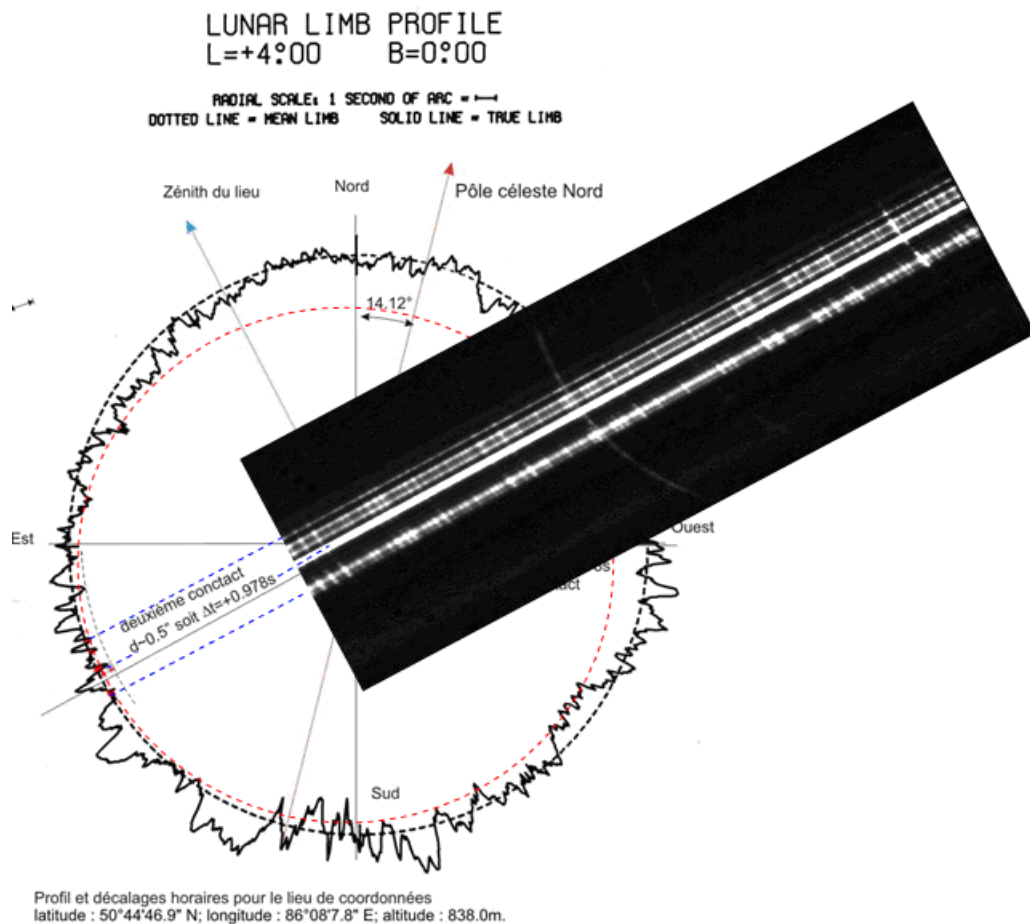 LUNAR LIMB PROFILE
L=+4°00 B=0°00
RADIAL SCALE: 1 SECOND OF ARC =
DOTTED LINE = MEAN LIMB SOLID LINE = TRUE LIMB
Zénith du lieu
Nord
Pôle céleste Nord
14.12°
Est
Ouest
deuxième conctact
d~0.5" soit Δt=+0.978s
Sud
Profil et décalages horaires pour le lieu de coordonnées
latitude : 50°44'46.9" N; longitude : 86°08'7.8" E; altitude : 838.0m.